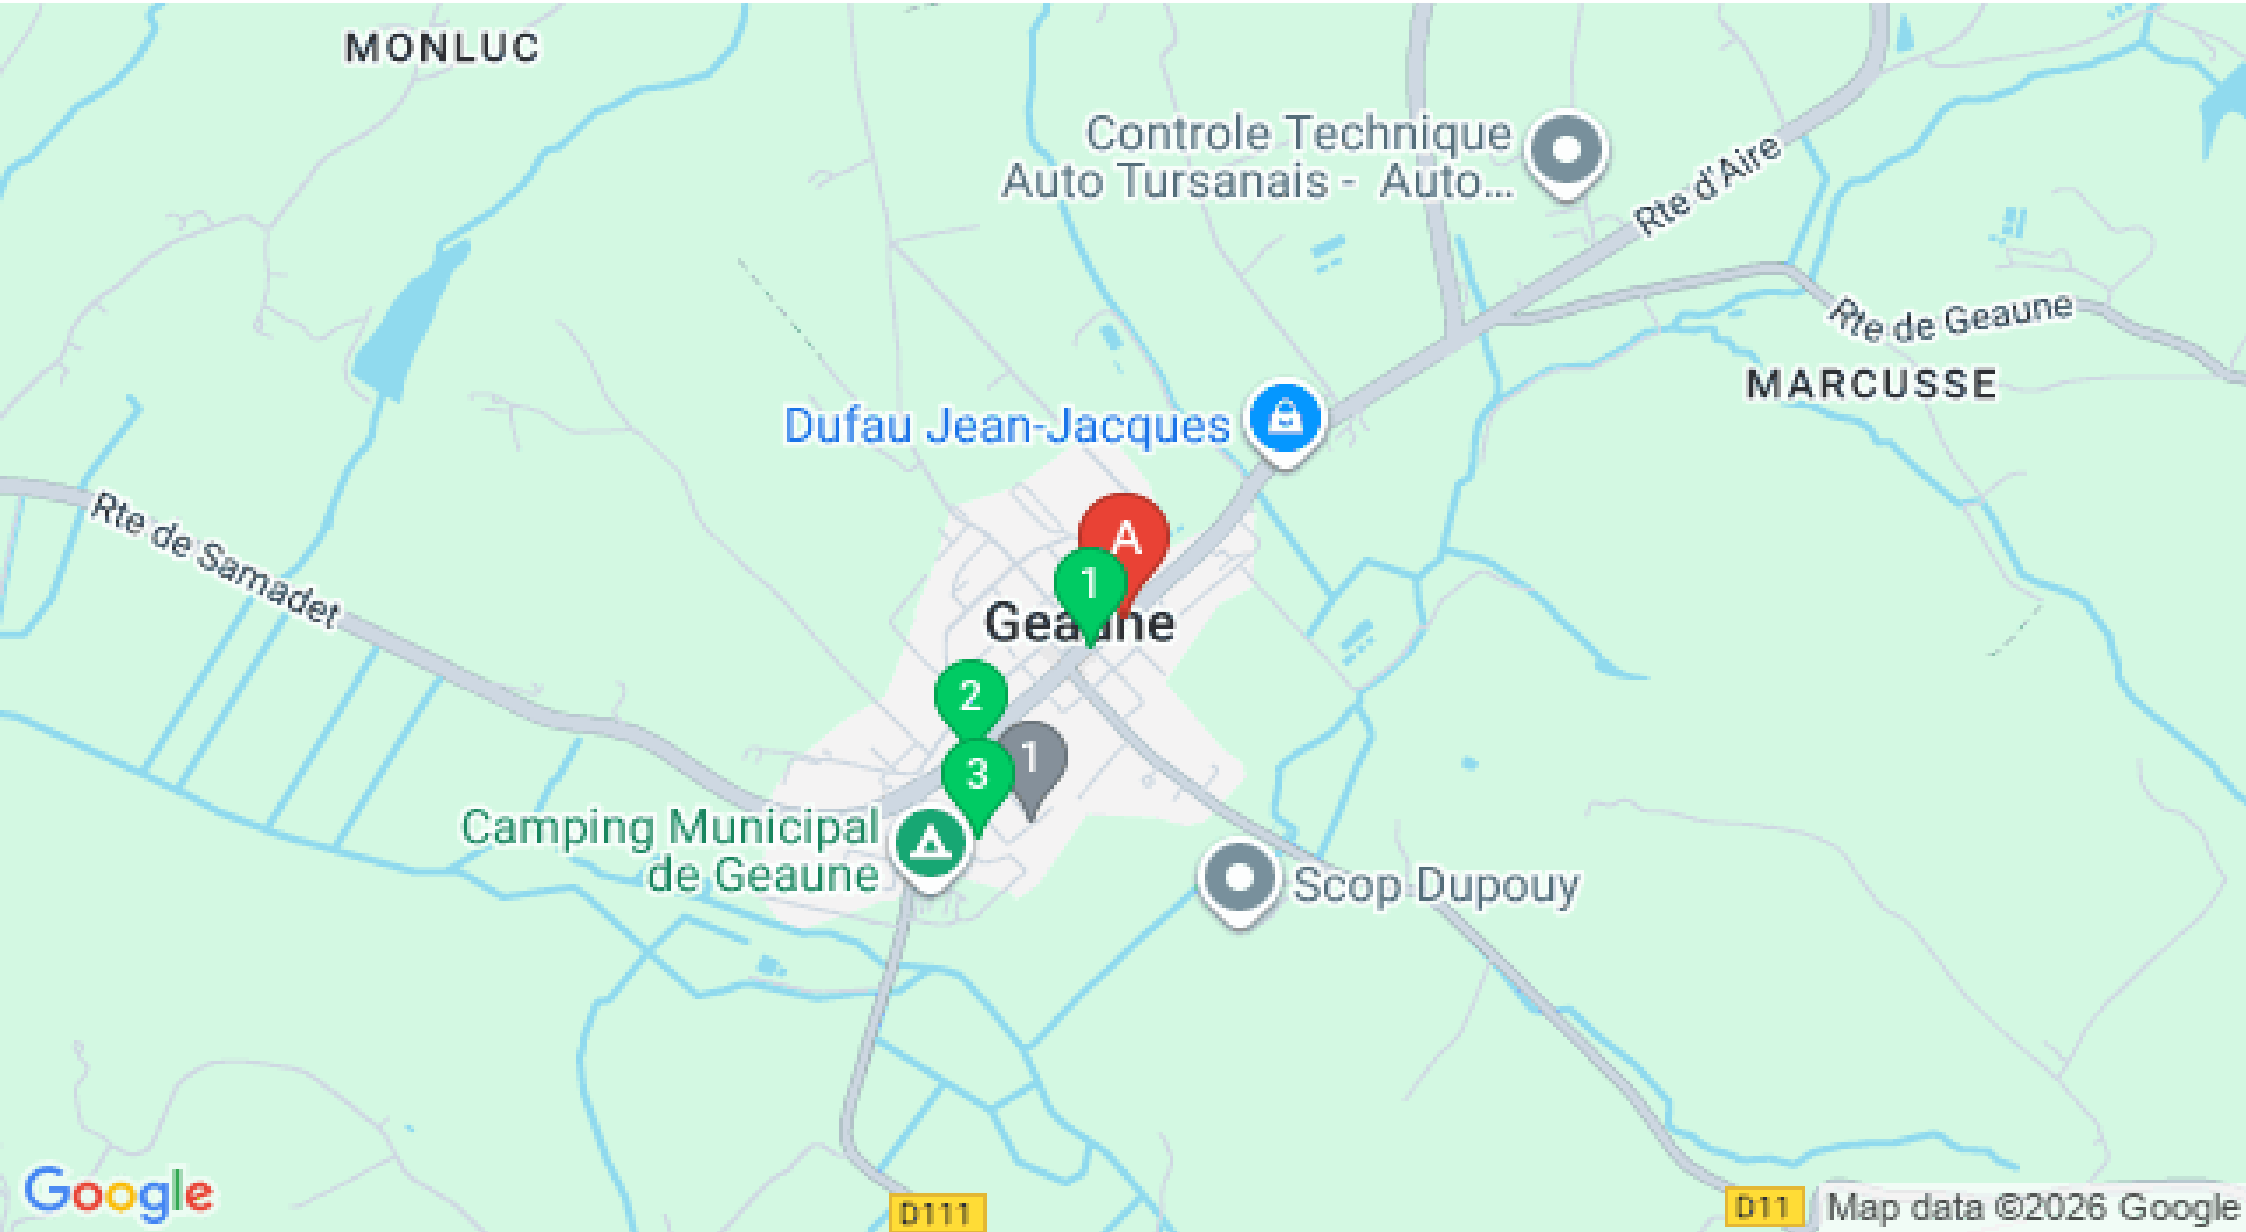 MONLUC
Controle Technique
Auto Tursanais -  Auto...
Rte d'Aire
Rte de Geaune
MARCUSSE
Dufau Jean-Jacques
Rte de Samadet
A
1
Geaune
2
1
3
Camping Municipal
de Geaune
Scop Dupouy
Google
D111
D11
Map data ©2026 Google